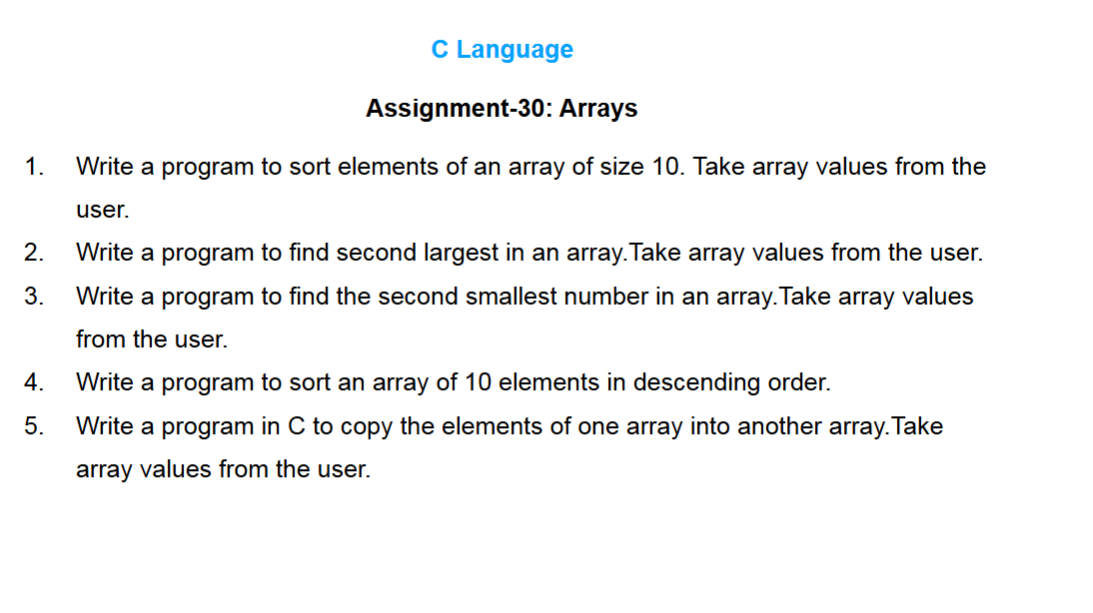 C Language
Assignment-30: Arrays
1. Write a program to sort elements of an array of size 10. Take array values from the
user.
2. Write a program to find second largest in an array.Take array values from the user.
3. Write a program to find the second smallest number in an array.Take array values
from the user.
4. Write a program to sort an array of 10 elements in descending order.
5. Write a program in C to copy the elements of one array into another array.Take
array values from the user.